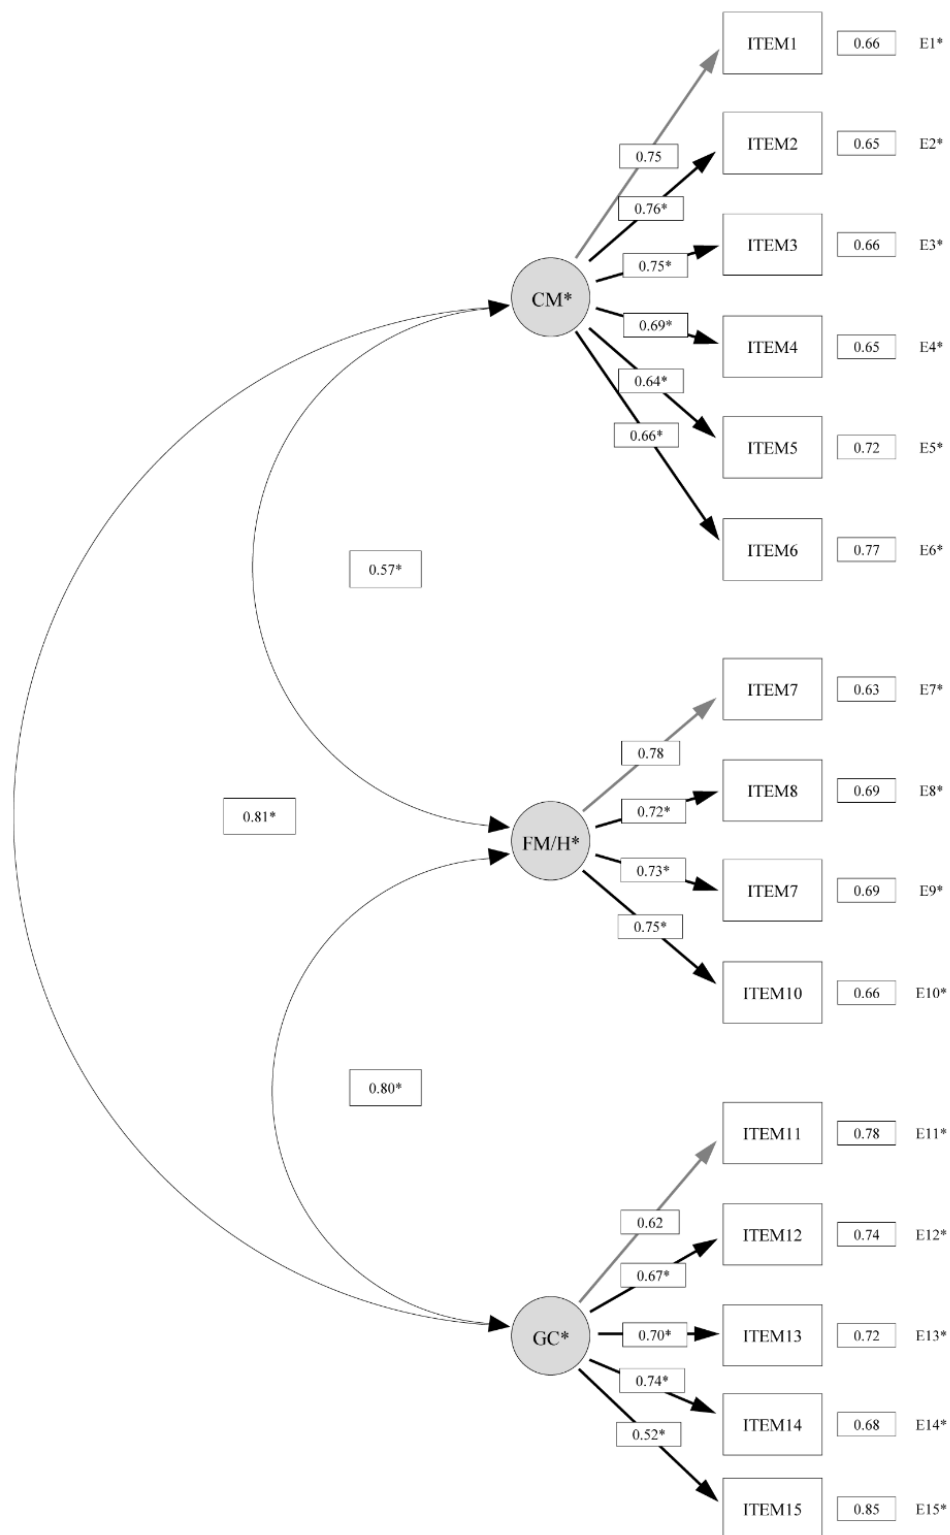 ITEM1 0.66 E1*
0.75
ITEM2 0.65 E2*
0.76*
ITEM3 0.66 E3*
0.75*
CM*
0.69*
ITEM4 0.65 E4*
0.64*
0.66*
ITEM5 0.72 E5*
ITEM6 0.77 E6*
0.57*
ITEM7 0.63 E7*
0.78
ITEM8 0.69 E8*
0.72*
0.81*
FM/H*
0.73*
ITEM7 0.69 E9*
0.75*
ITEM10 0.66 E10*
0.80*
ITEM11 0.78 E11*
0.62
ITEM12 0.74 E12*
0.67*
GC* 0.70* ITEM13 0.72 E13*
0.74*
ITEM14 0.68 E14*
0.52*
ITEM15 0.85 E15*